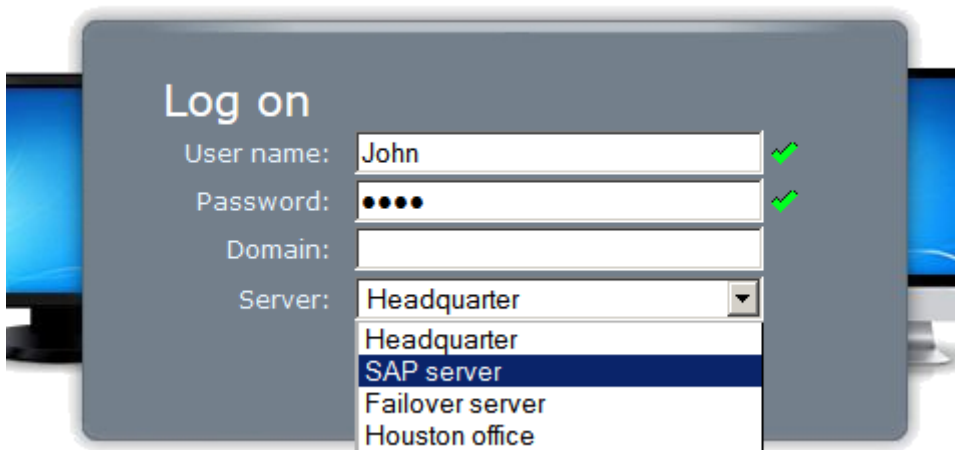 Log on
User name: John
Password: ●●●●
Domain:
Server: Headquarter
Headquarter
SAP server
Failover server
Houston office